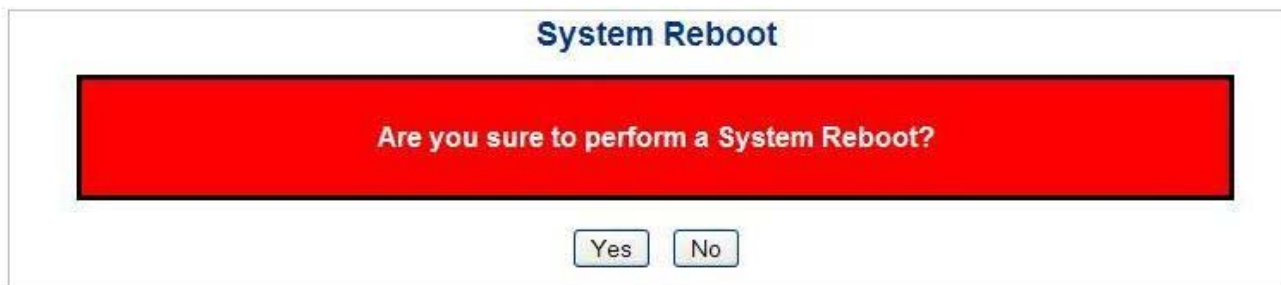 System Reboot
Are you sure to perform a System Reboot?
Yes No